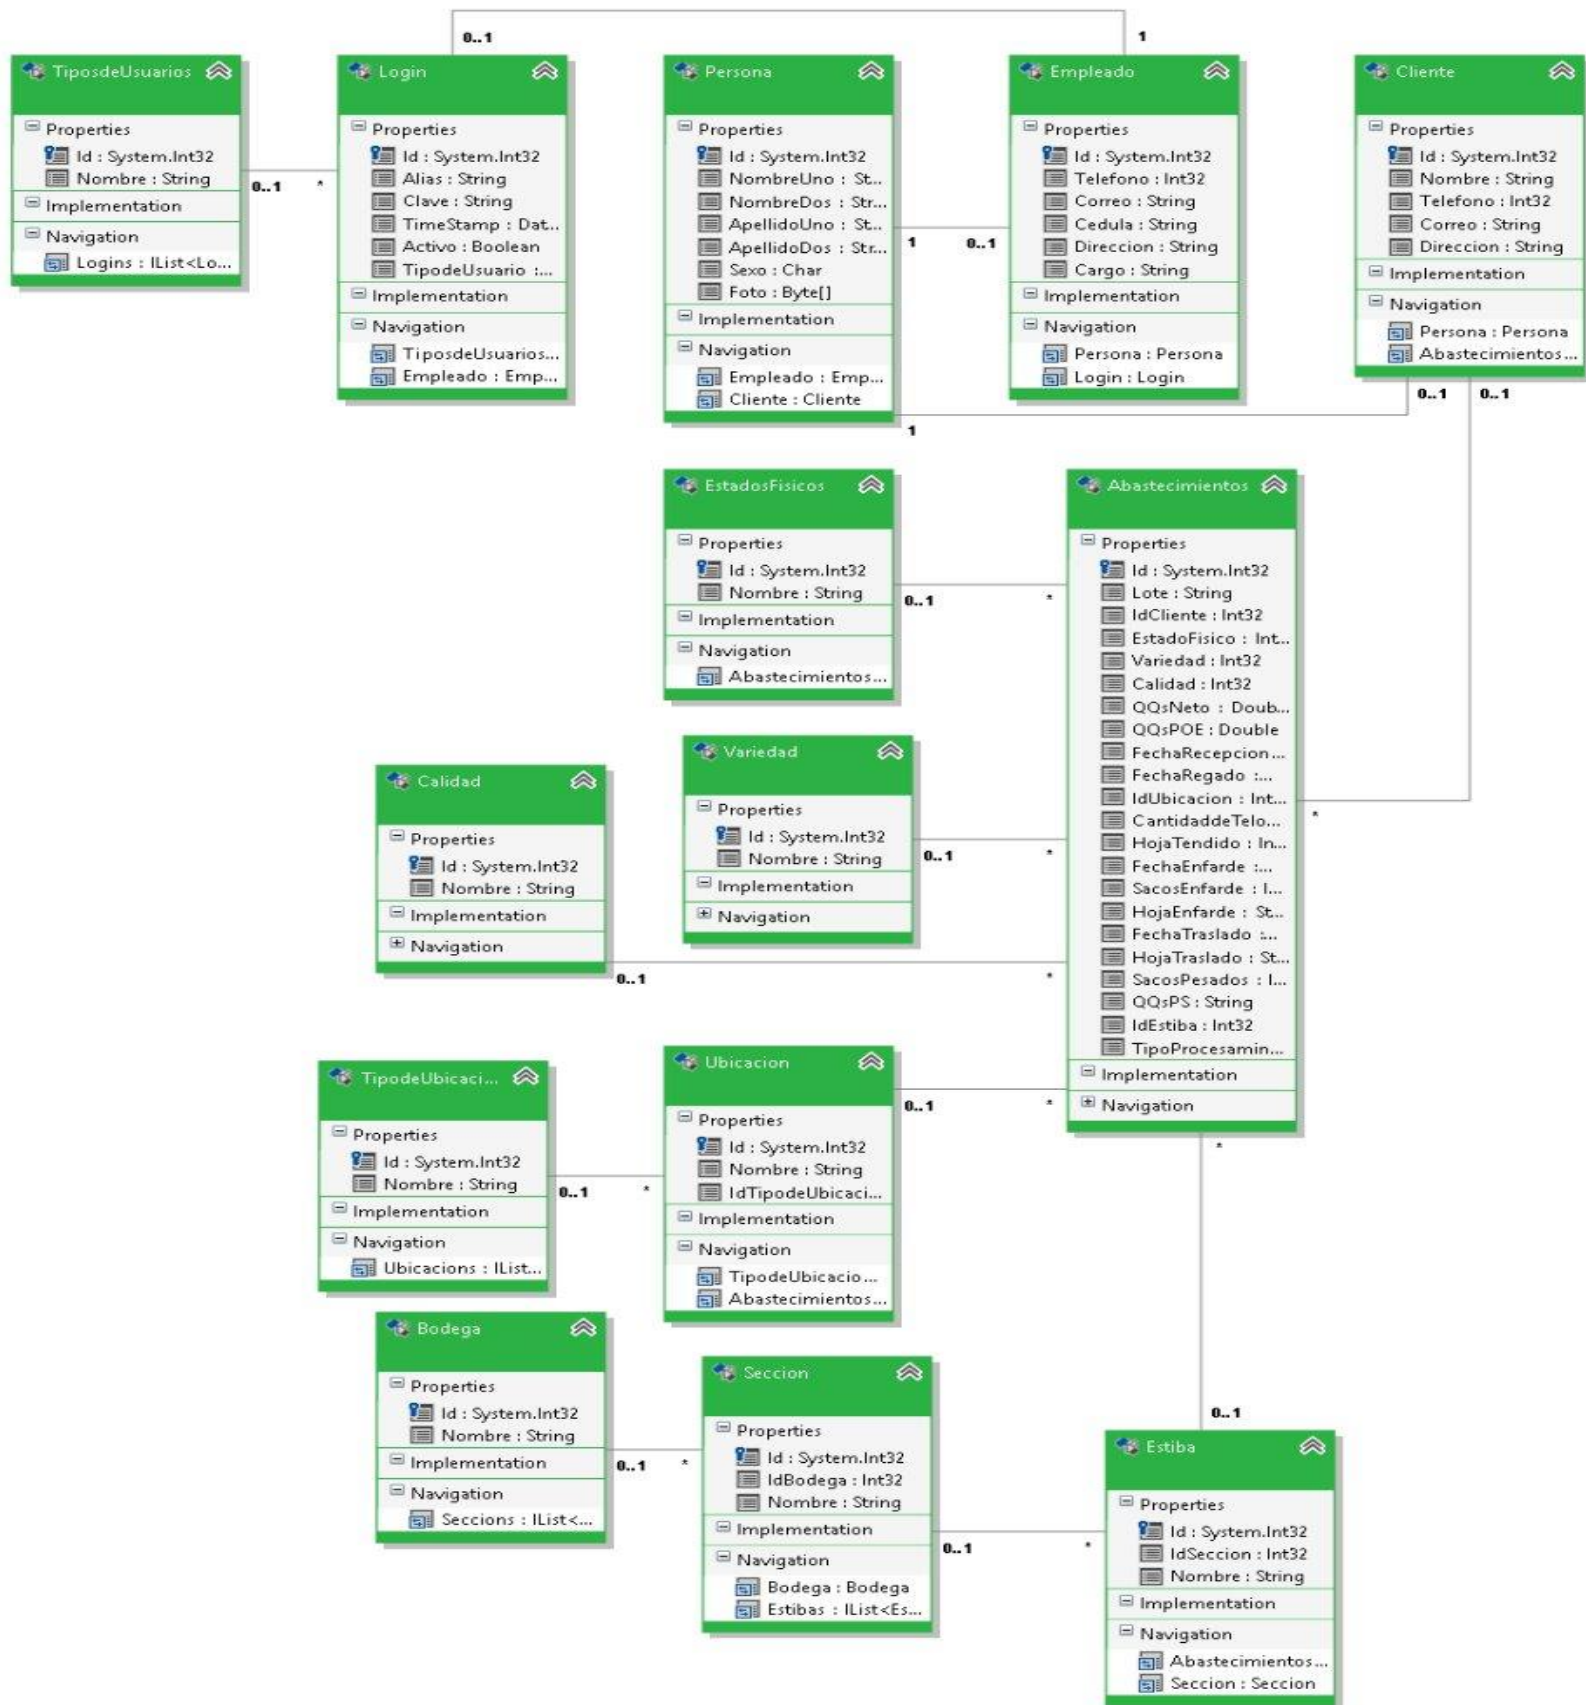 0..1
1
TiposdeUsuarios
Properties
Id : System.Int32
Nombre : String
Implementation
Navigation
Logins : IList<Lo...
0..1
*
Login
Properties
Id : System.Int32
Alias : String
Clave : String
TimeStamp : Dat...
Activo : Boolean
TipodeUsuario :...
Implementation
Navigation
TiposdeUsuarios...
Empleado : Emp...
Persona
Properties
Id : System.Int32
NombreUno : St...
NombreDos : Str...
ApellidoUno : St...
ApellidoDos : Str...
Sexo : Char
Foto : Byte[]
Implementation
Navigation
Empleado : Emp...
Cliente : Cliente
1
0..1
Empleado
Properties
Id : System.Int32
Telefono : Int32
Correo : String
Cedula : String
Direccion : String
Cargo : String
Implementation
Navigation
Persona : Persona
Login : Login
Cliente
Properties
Id : System.Int32
Nombre : String
Telefono : Int32
Correo : String
Direccion : String
Implementation
Navigation
Persona : Persona
Abastecimientos...
0..1
0..1
1
EstadosFisicos
Properties
Id : System.Int32
Nombre : String
Implementation
Navigation
Abastecimientos...
0..1
*
Abastecimientos
Properties
Id : System.Int32
Lote : String
IdCliente : Int32
EstadoFisico : Int...
Variedad : Int32
Calidad : Int32
QQsNeto : Doub...
QQsPOE : Double
FechaRecepcion...
FechaRegado :...
IdUbicacion : Int...
CantidaddeTelo...
HojaTendido : In...
FechaEnfarde :...
SacosEnfarde : I...
HojaEnfarde : St...
FechaTraslado :...
HojaTraslado : St...
SacosPesados : I...
QQsPS : String
IdEstiba : Int32
TipoProcesamin...
Implementation
Navigation
*
Variedad
Properties
Id : System.Int32
Nombre : String
Implementation
Navigation
0..1
*
Calidad
Properties
Id : System.Int32
Nombre : String
Implementation
Navigation
0..1
*
TipodeUbicaci...
Properties
Id : System.Int32
Nombre : String
Implementation
Navigation
Ubicacions : IList...
0..1
*
Ubicacion
Properties
Id : System.Int32
Nombre : String
IdTipodeUbicaci...
Implementation
Navigation
TipodeUbicacio...
Abastecimientos...
0..1
*
*
Bodega
Properties
Id : System.Int32
Nombre : String
Implementation
Navigation
Seccions : IList<...
0..1
*
Seccion
Properties
Id : System.Int32
IdBodega : Int32
Nombre : String
Implementation
Navigation
Bodega : Bodega
Estibas : IList<Es...
0..1
*
0..1
Estiba
Properties
Id : System.Int32
IdSeccion : Int32
Nombre : String
Implementation
Navigation
Abastecimientos...
Seccion : Seccion